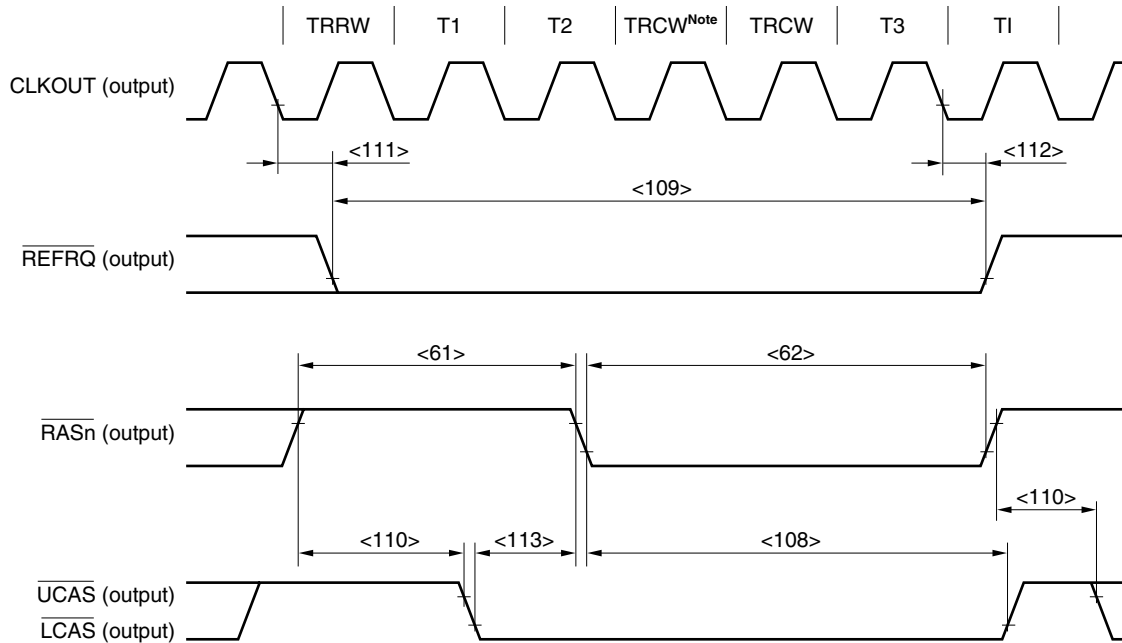 TRRW T1 T2 TRCWNote TRCW T3 TI
CLKOUT (output)
<111> <112>
<109>
REFRQ (output)
<61> <62>
RASn (output)
<110>
<110> <113> <108>
UCAS (output)
LCAS (output)